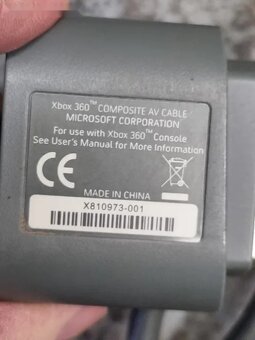 Xbox 360™ COMPOSITE AV CABLE
MICROSOFT CORPORATION
For use with Xbox 360™ Console
See User's Manual for More Information
CE
MADE IN CHINA
X810973-001